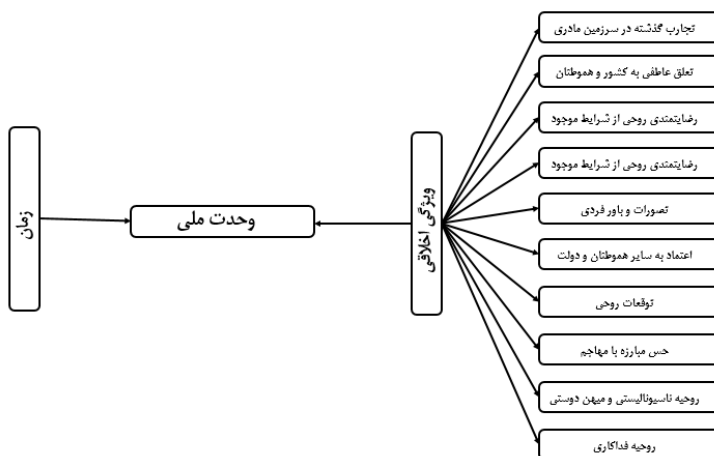 تجارب گذشته در سرزمین مادری
تعلق عاطفی به کشور و هموطنان
رضایتمندی روحی از شرایط موجود
رضایتمندی روحی از شرایط موجود
تصورات و باور فردی
اعتماد به سایر هموطنان و دولت
توقعات روحی
حس مبارزه با مهاجم
روحیه ناسیونالیستی و میهن دوستی
روحیه فداکاری
ویژگی اخلاقی
وحدت ملی
زمان